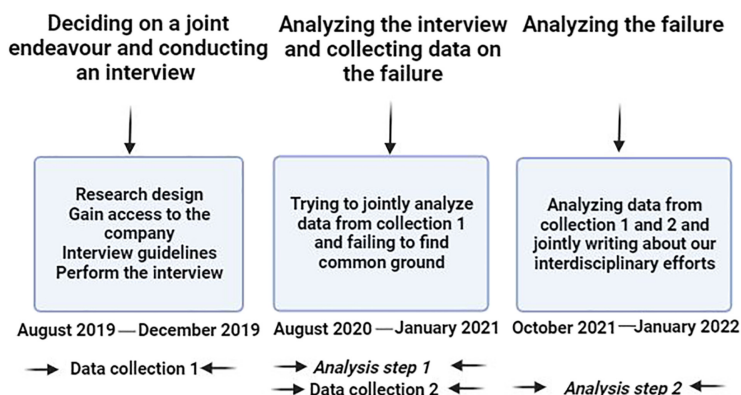 Deciding on a joint
endeavour and conducting
an interview
Analyzing the interview
and collecting data on
the failure
Analyzing the failure
Research design
Gain access to the
company
Interview guidelines
Perform the interview
Trying to jointly analyze
data from collection 1
and failing to find
common ground
Analyzing data from
collection 1 and 2 and
jointly writing about our
interdisciplinary efforts
August 2019—December 2019
August 2020—January 2021
October 2021—January 2022
Data collection 1
Analysis step 1
Data collection 2
Analysis step 2